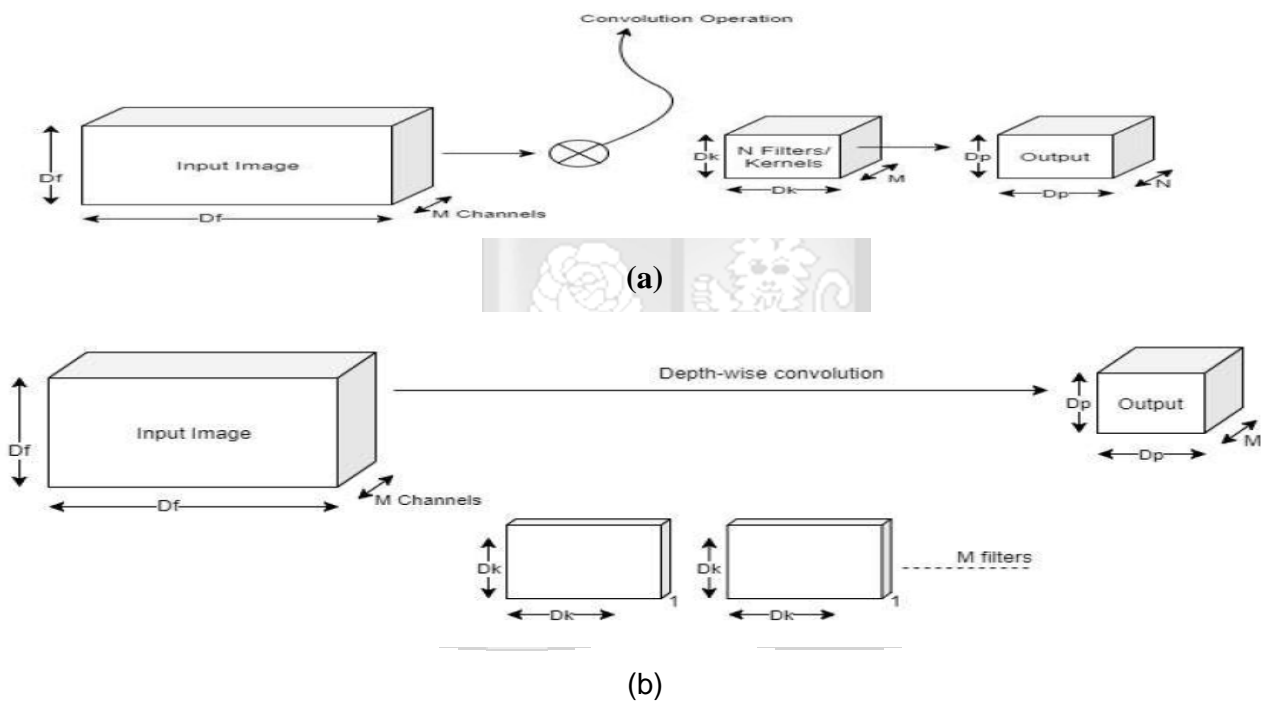 Convolution Operation
Df
Input Image
Df
M Channels
Dk
N Filters/
Kernels
Dk
M
Dp
Output
Dp
N
(a)
Df
Input Image
Df
M Channels
Depth-wise convolution
Dp
Output
Dp
M
Dk
Dk
1
Dk
Dk
1
M filters
(b)